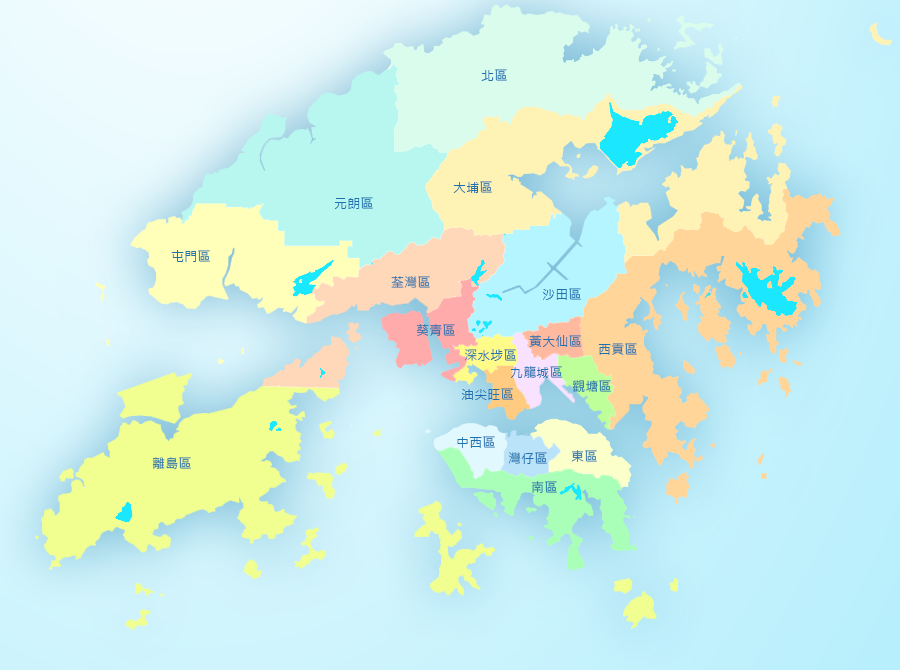 北區
大埔區
元朗區
屯門區
荃灣區
沙田區
葵青區
黃大仙區
西貢區
深水埗區
九龍城區
觀塘區
油尖旺區
中西區
灣仔區
東區
離島區
南區